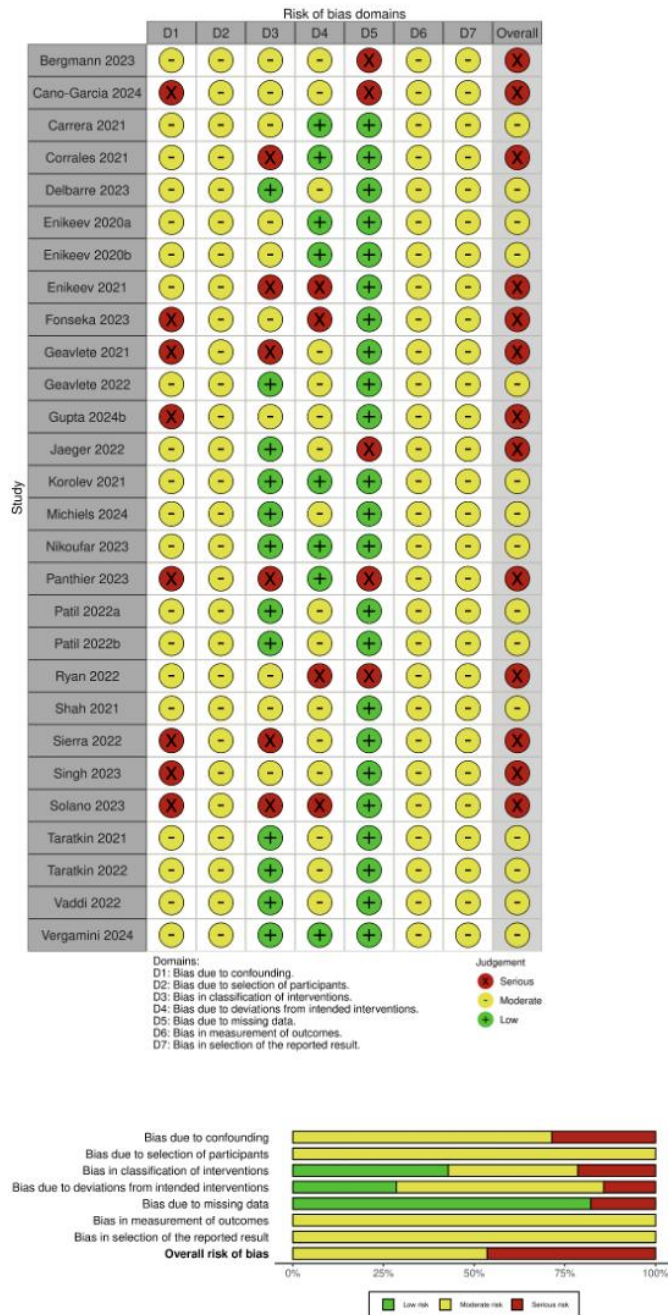 Risk of bias domains
D1 D2 D3 D4 D5 D6 D7 Overall
Study
Bergmann 2023 - - - - X - - X
Cano-Garcia 2024 X - - - X - - X
Carrera 2021 - - - + + - - -
Corrales 2021 - - X + + - - X
Delbarre 2023 - - + - + - - -
Enikeev 2020a - - - + + - - -
Enikeev 2020b - - - + + - - -
Enikeev 2021 - - X X + - - X
Fonseka 2023 X - - X + - - X
Geavlete 2021 X - X - + - - X
Geavlete 2022 - - + - + - - -
Gupta 2024b X - - - + - - X
Jaeger 2022 - - + - X - - X
Korolev 2021 - - + + + - - -
Michiels 2024 - - + - + - - -
Nikoufar 2023 - - + + + - - -
Panthier 2023 X - X + X - - X
Patil 2022a - - + - + - - -
Patil 2022b - - + - + - - -
Ryan 2022 - - - X X - - X
Shah 2021 - - - - + - - -
Sierra 2022 X - X - + - - X
Singh 2023 X - - - + - - X
Solano 2023 X - X X + - - X
Taratkin 2021 - - + - + - - -
Taratkin 2022 - - + - + - - -
Vaddi 2022 - - + - + - - -
Vergamini 2024 - - + + + - - -
Domains:
D1: Bias due to confounding.
D2: Bias due to selection of participants.
D3: Bias in classification of interventions.
D4: Bias due to deviations from intended interventions.
D5: Bias due to missing data.
D6: Bias in measurement of outcomes.
D7: Bias in selection of the reported result.
Judgement
X Serious
- Moderate
+ Low
Bias due to confounding
Bias due to selection of participants
Bias in classification of interventions
Bias due to deviations from intended interventions
Bias due to missing data
Bias in measurement of outcomes
Bias in selection of the reported result
Overall risk of bias
0% 25% 50% 75% 100%
Low risk Moderate risk Serious risk